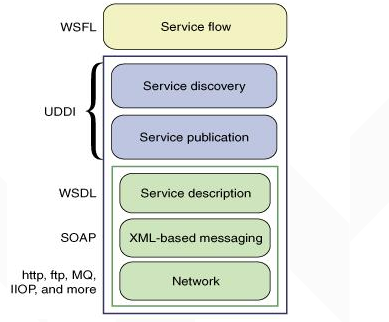 WSFL Service flow
Service discovery
UDDI
Service publication
WSDL Service description
SOAP XML-based messaging
http, ftp, MQ,
IIOP, and more
Network